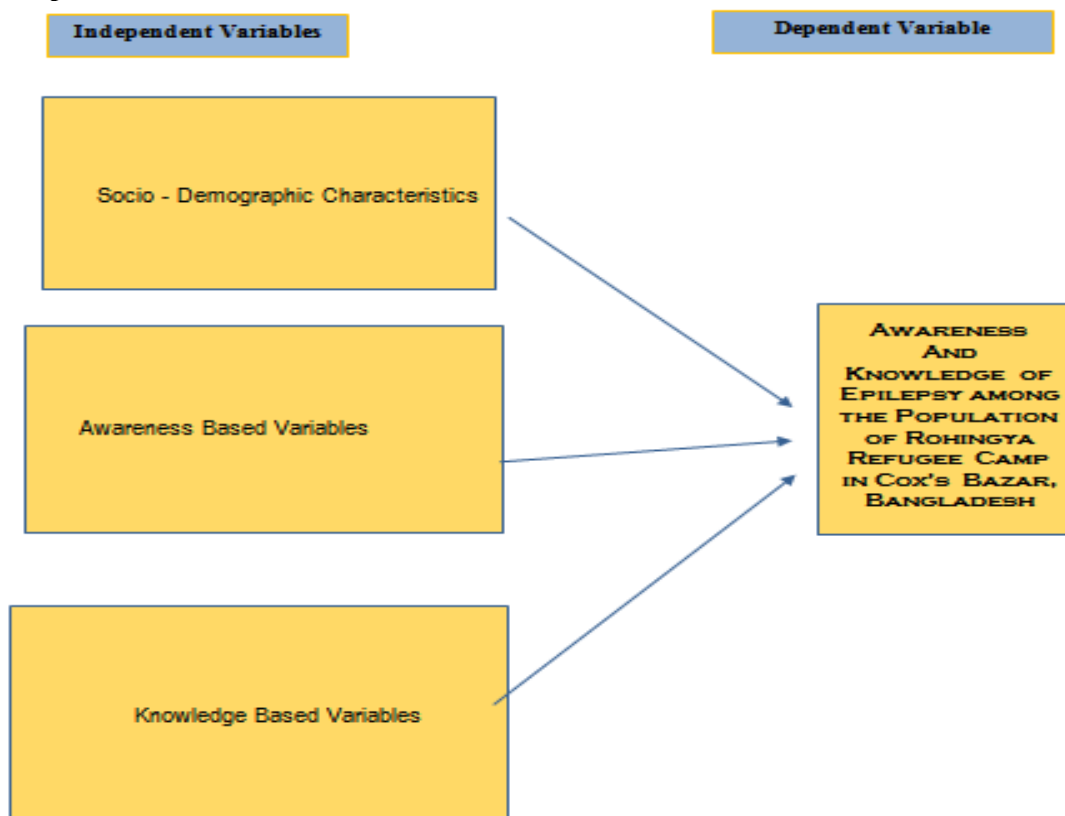 Independent Variables
Dependent Variable
Socio - Demographic Characteristics
Awareness Based Variables
Knowledge Based Variables
AWARENESS
AND
KNOWLEDGE OF
EPILEPSY AMONG
THE POPULATION
OF ROHINGYA
REFUGEE CAMP
IN COX'S BAZAR,
BANGLADESH